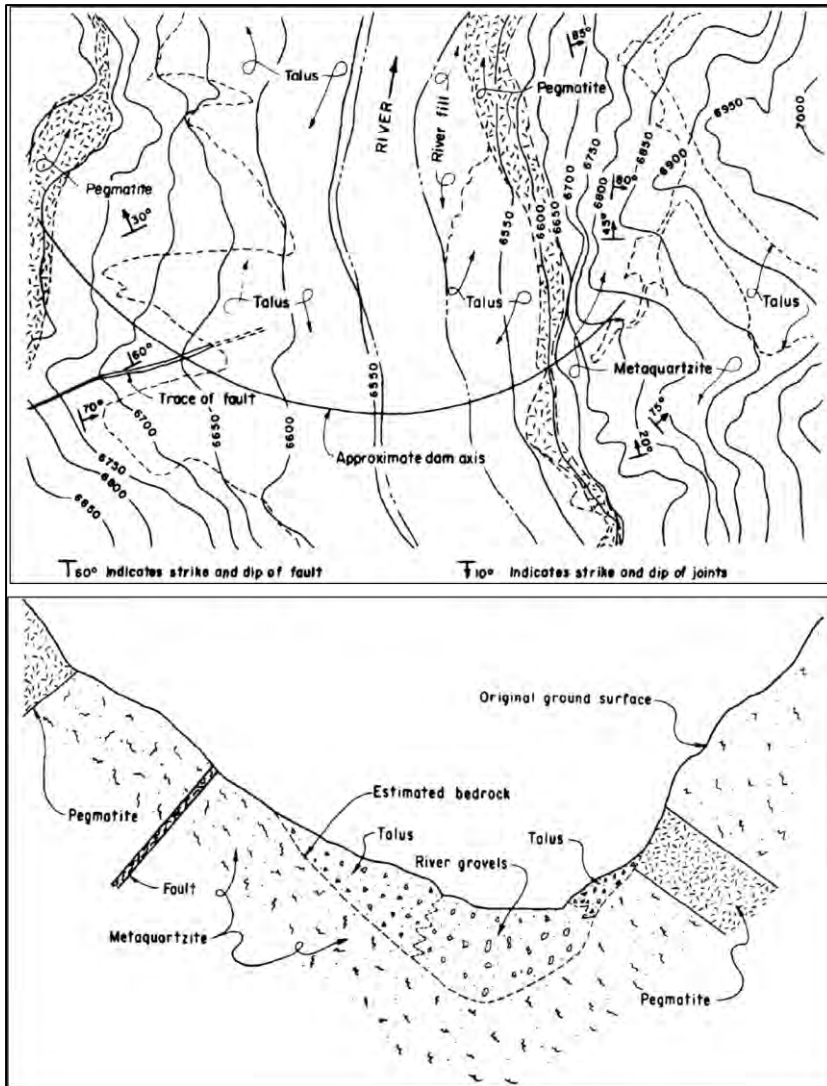 85°
Talus
RIVER
River fill
Pegmatite
6950
7000
6850
6750
6900
6700
6800
80°
6650
45°
6600
6550
Pegmatite
30°
Talus
Talus
Talus
60°
Metaquartzite
Trace of fault
70°
6700
6650
6600
6550
75°
20°
6750
Approximate dam axis
6800
6850
60° Indicates strike and dip of fault
10° Indicates strike and dip of joints
Original ground surface
Estimated bedrock
Pegmatite
Talus
Talus
River gravels
Fault
Metaquartzite
Pegmatite